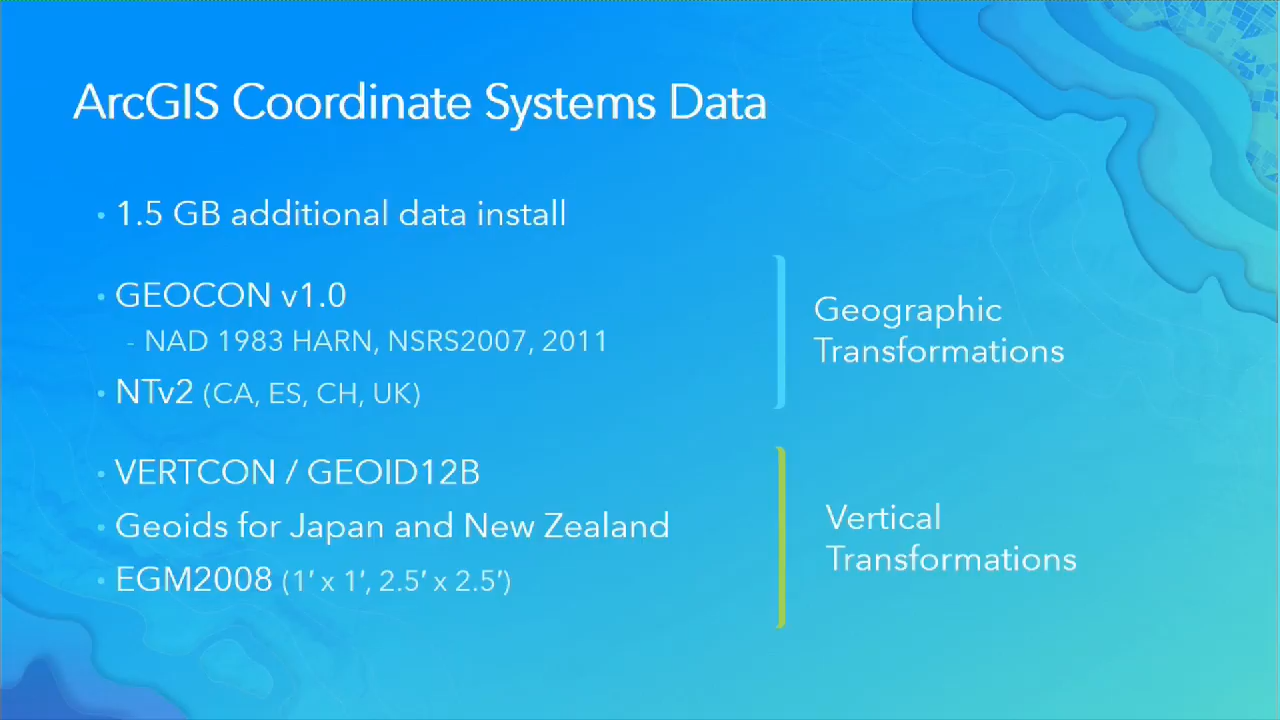 ArcGIS Coordinate Systems Data
• 1.5 GB additional data install
• GEOCON v1.0
- NAD 1983 HARN, NSRS2007, 2011
• NTv2 (CA, ES, CH, UK)
Geographic
Transformations
• VERTCON / GEOID12B
• Geoids for Japan and New Zealand
• EGM2008 (1′ x 1′, 2.5′ x 2.5′)
Vertical
Transformations